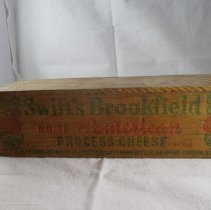 Swift's Brookfield
WHITE American
PROCESS CHEESE